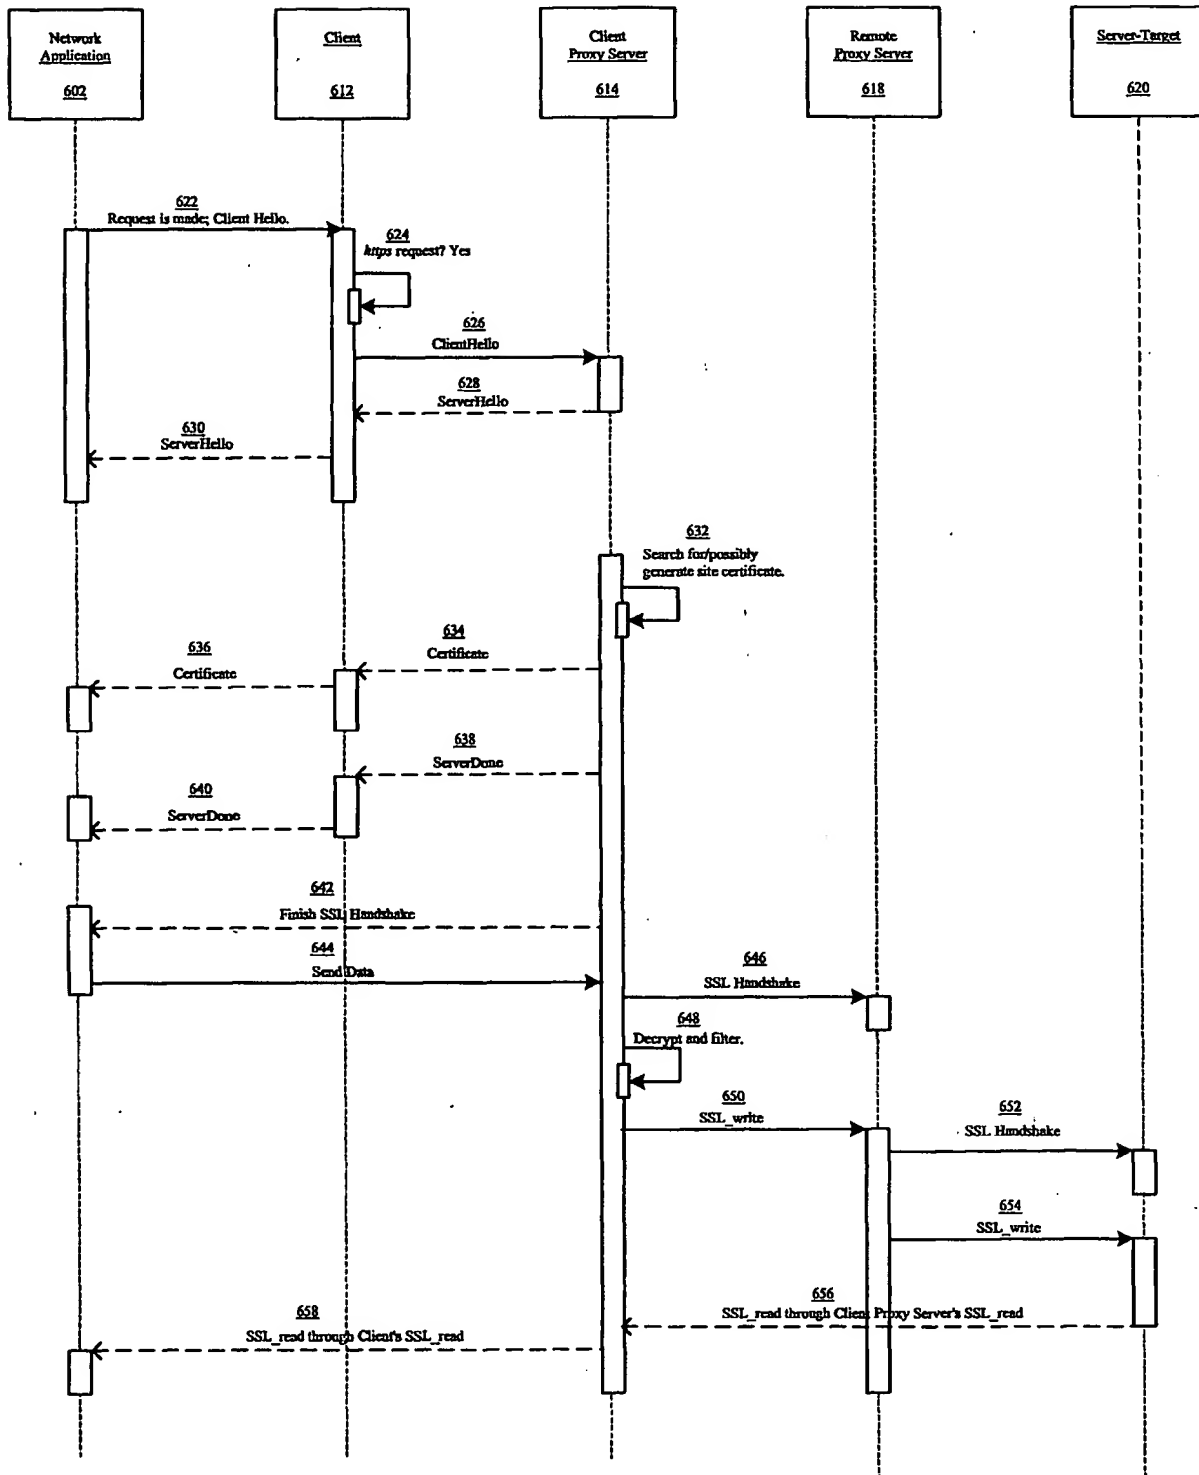 Network
Application
602
Client
612
Client
Proxy Server
614
Remote
Proxy Server
618
Server-Target
620
622
Request is made; Client Hello.
624
https request? Yes
626
ClientHello
628
ServerHello
630
ServerHello
632
Search for/possibly
generate site certificate.
634
Certificate
636
Certificate
638
ServerDone
640
ServerDone
642
Finish SSL Handshake
644
Send Data
646
SSL Handshake
648
Decrypt and filter.
650
SSL_write
652
SSL Handshake
654
SSL_write
656
SSL_read through Client Proxy Server's SSL_read
658
SSL_read through Client's SSL_read